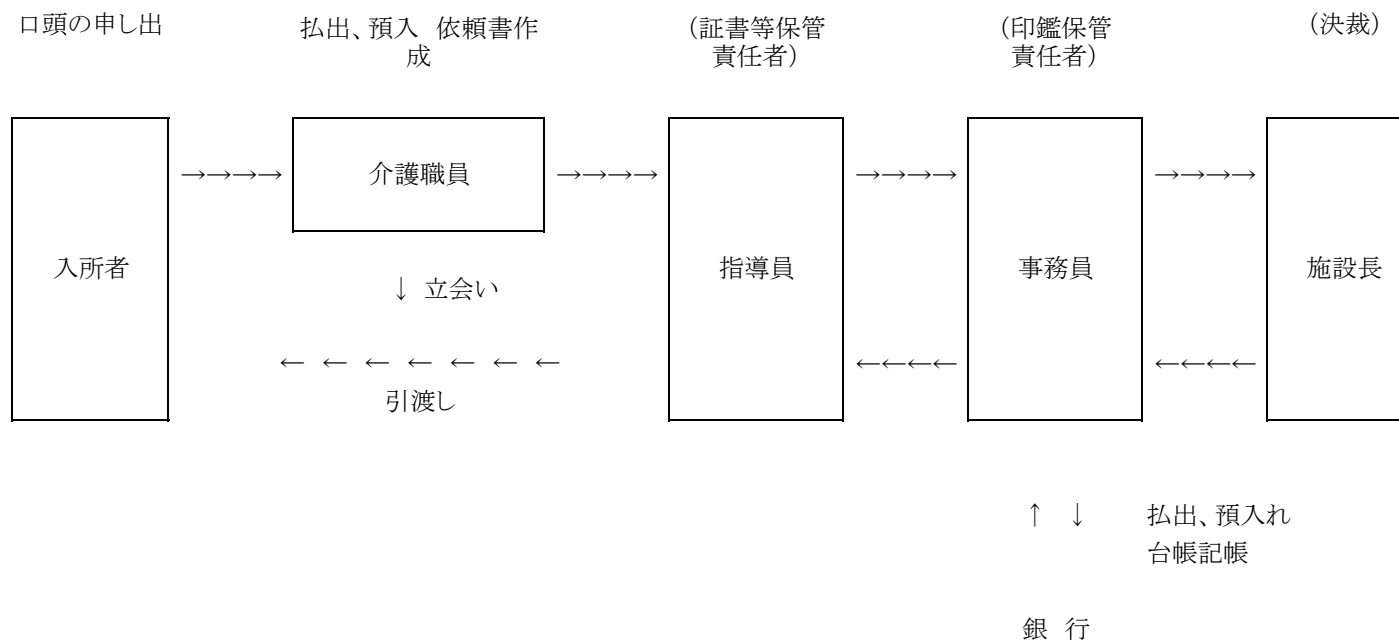 口頭の申し出
払出、預入 依頼書作
成
(証書等保管
責任者)
(印鑑保管
責任者)
(決裁)
入所者
→→→→
介護職員
→→→→
指導員
→→→→
事務員
→→→→
施設長
↓ 立会い
← ← ← ← ← ← ←
引渡し
←←←←
←←←←
↑ ↓ 払出、預入れ
台帳記帳
銀 行